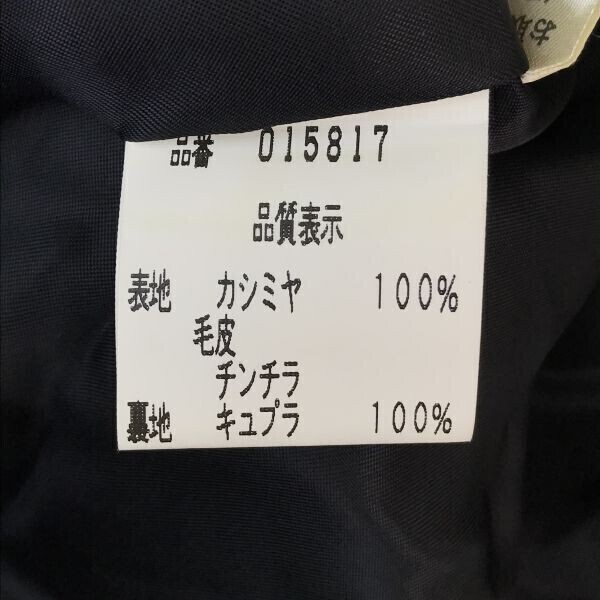 品番 015817
品質表示
表地 カシミヤ 100%
毛皮
チンチラ
裏地 キュプラ 100%